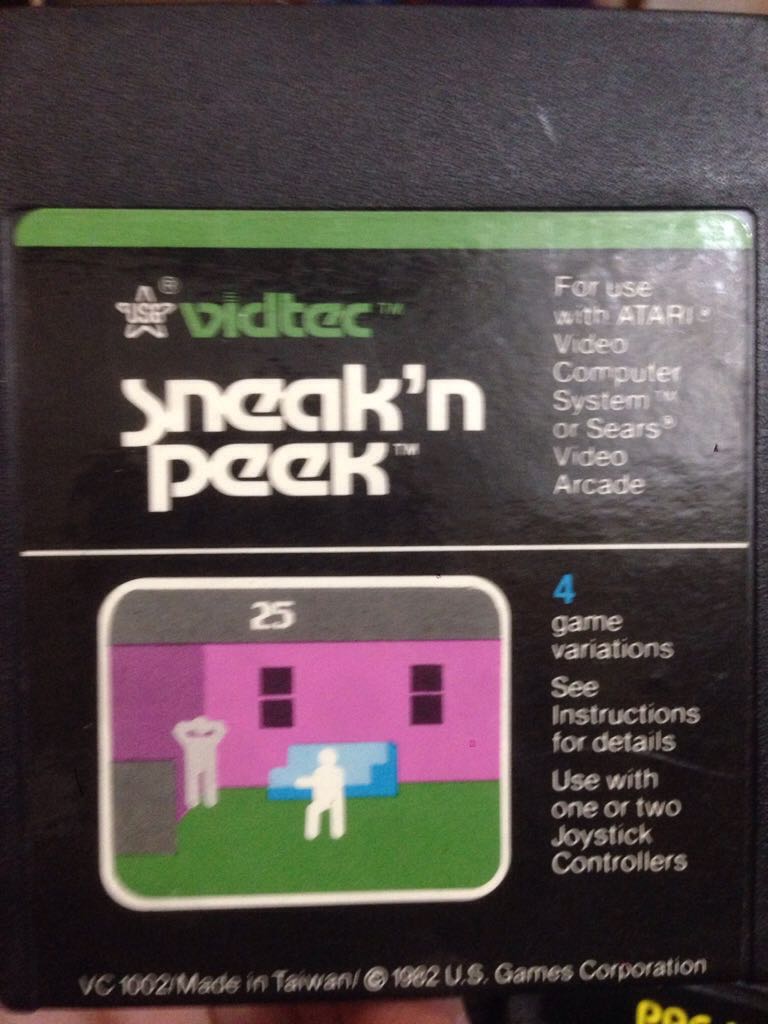 USG® vidtec™
sneak'n
peek™
For use
with ATARI®
Video
Computer
System™
or Sears®
Video
Arcade
25
4
game
variations
See
Instructions
for details
Use with
one or two
Joystick
Controllers
VC 1002/Made in Taiwan/ © 1982 U.S. Games Corporation